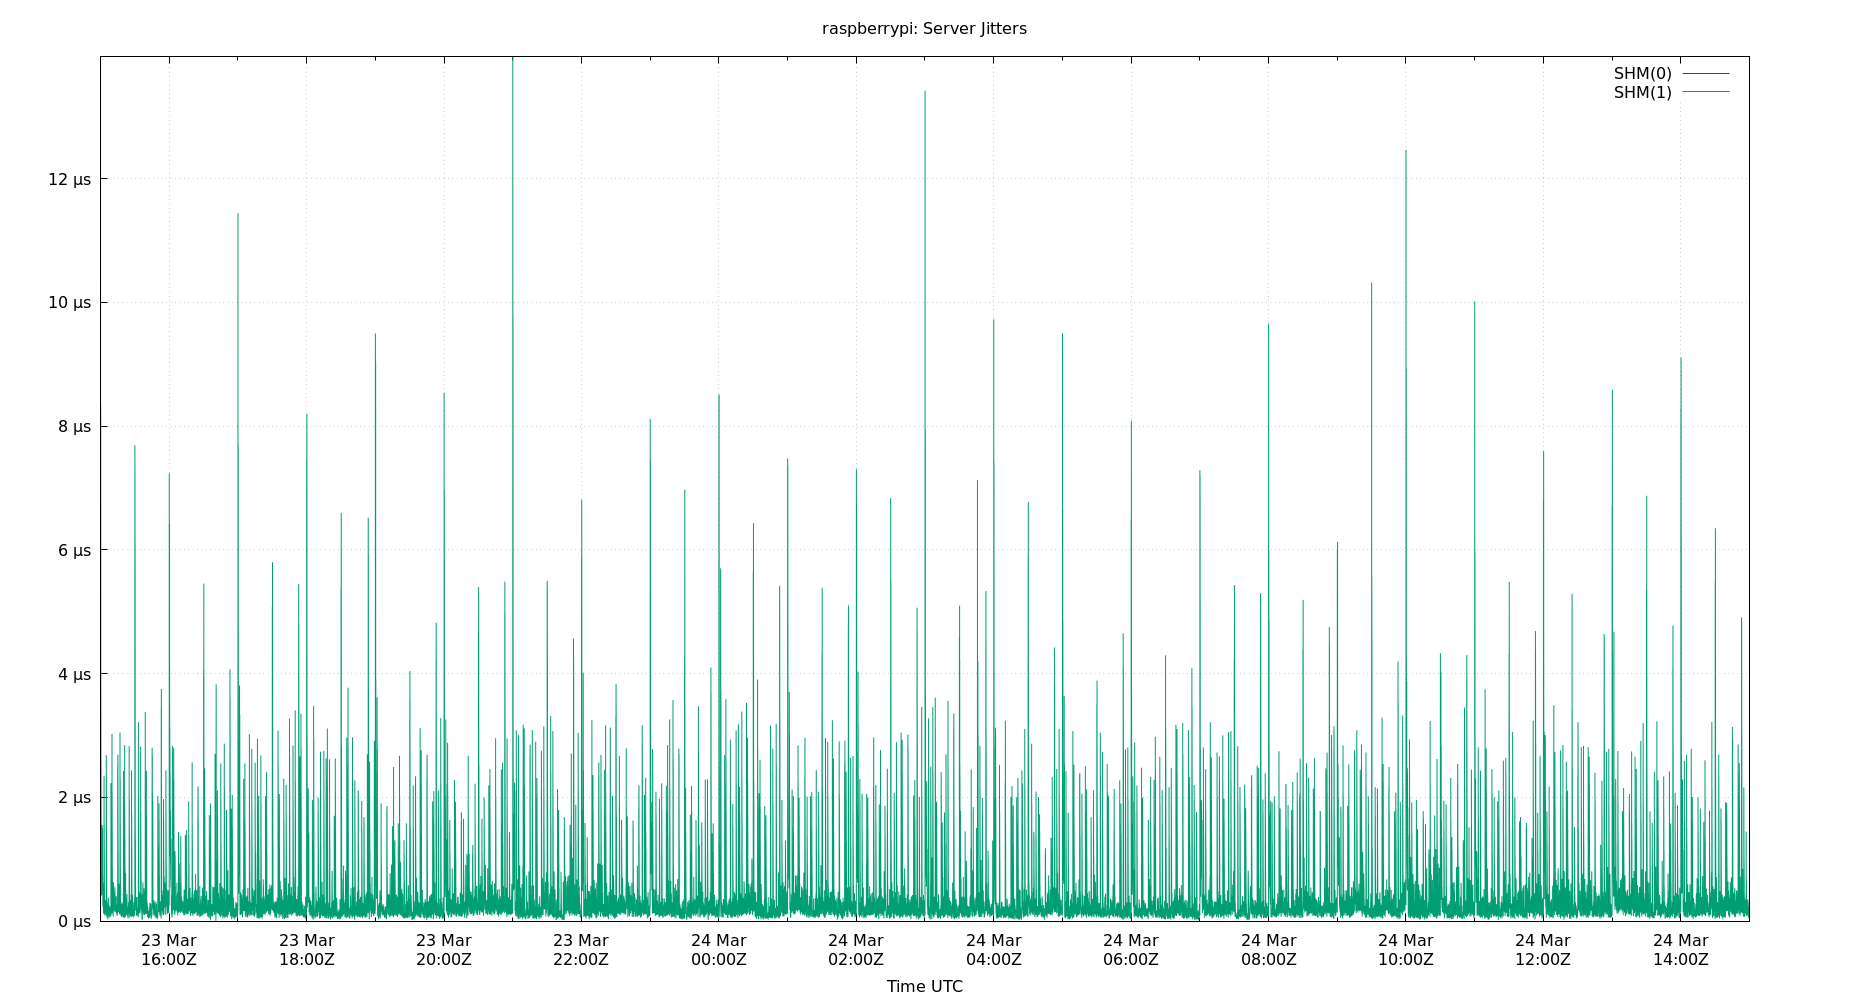 raspberrypi: Server Jitters
SHM(0)
SHM(1)
12 µs
10 µs
8 µs
6 µs
4 µs
2 µs
0 µs
23 Mar 23 Mar 23 Mar 23 Mar 24 Mar 24 Mar 24 Mar 24 Mar 24 Mar 24 Mar 24 Mar 24 Mar
16:00Z 18:00Z 20:00Z 22:00Z 00:00Z 02:00Z 04:00Z 06:00Z 08:00Z 10:00Z 12:00Z 14:00Z
Time UTC